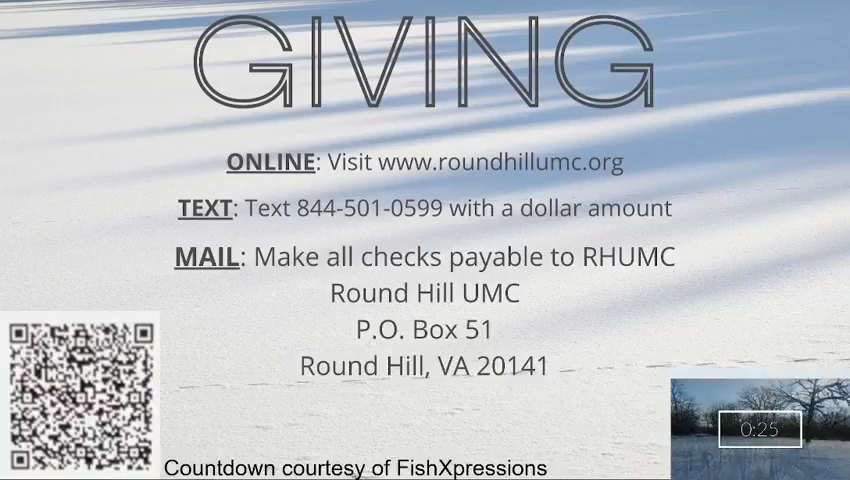 GIVING
ONLINE: Visit www.roundhillumc.org
TEXT: Text 844-501-0599 with a dollar amount
MAIL: Make all checks payable to RHUMC
Round Hill UMC
P.O. Box 51
Round Hill, VA 20141
0:25
Countdown courtesy of FishXpressions